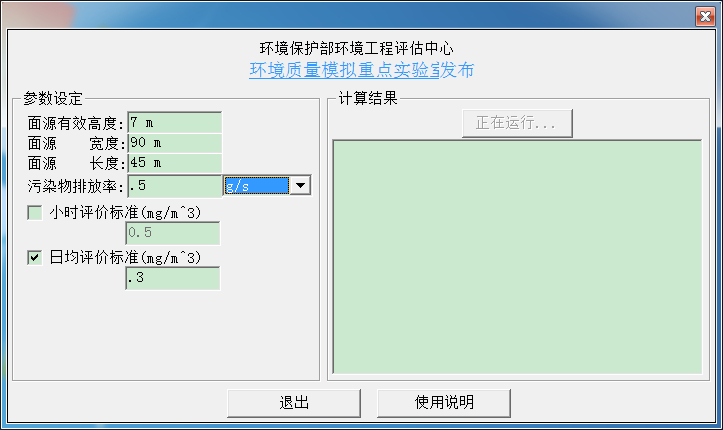 环境保护部环境工程评估中心
环境质量模拟重点实验室发布
参数设定
面源有效高度: 7 m
面源 宽度: 90 m
面源 长度: 45 m
污染物排放率: .5 g/s
小时评价标准(mg/m^3)
0.5
日均评价标准(mg/m^3)
.3
计算结果
正在运行...
退出
使用说明